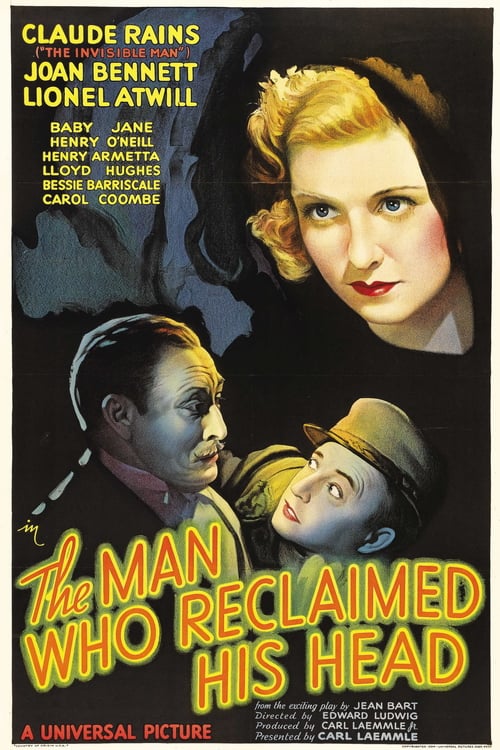 CLAUDE RAINS
("THE INVISIBLE MAN")
JOAN BENNETT
LIONEL ATWILL
BABY JANE
HENRY O'NEILL
HENRY ARMETTA
LLOYD HUGHES
BESSIE BARRISCALE
CAROL COOMBE
in
The MAN
WHO RECLAIMED
HIS HEAD
from the exciting play by JEAN BART
Directed by EDWARD LUDWIG
Produced by CARL LAEMMLE Jr.
Presented by CARL LAEMMLE
A UNIVERSAL PICTURE